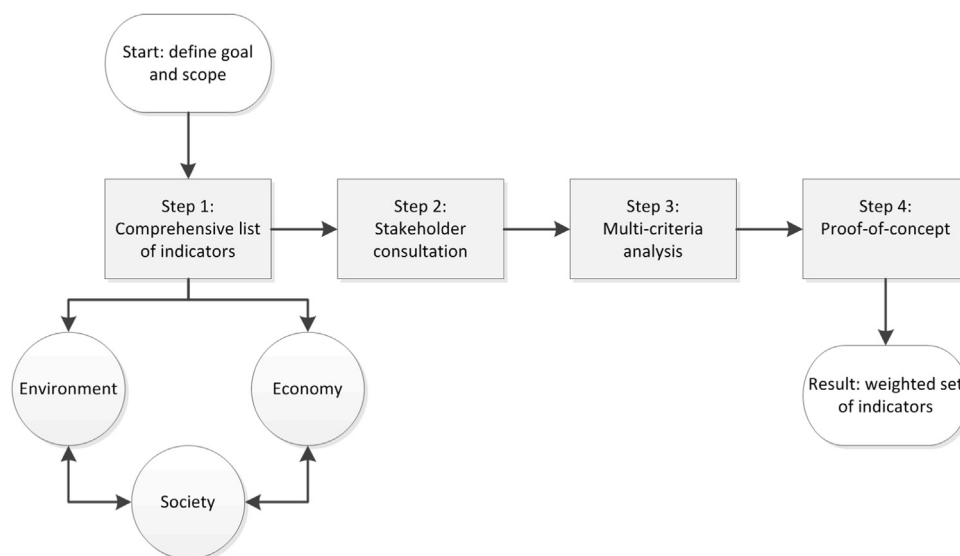 Start: define goal
and scope
Step 1:
Comprehensive list
of indicators
Step 2:
Stakeholder
consultation
Step 3:
Multi-criteria
analysis
Step 4:
Proof-of-concept
Environment
Economy
Society
Result: weighted set
of indicators